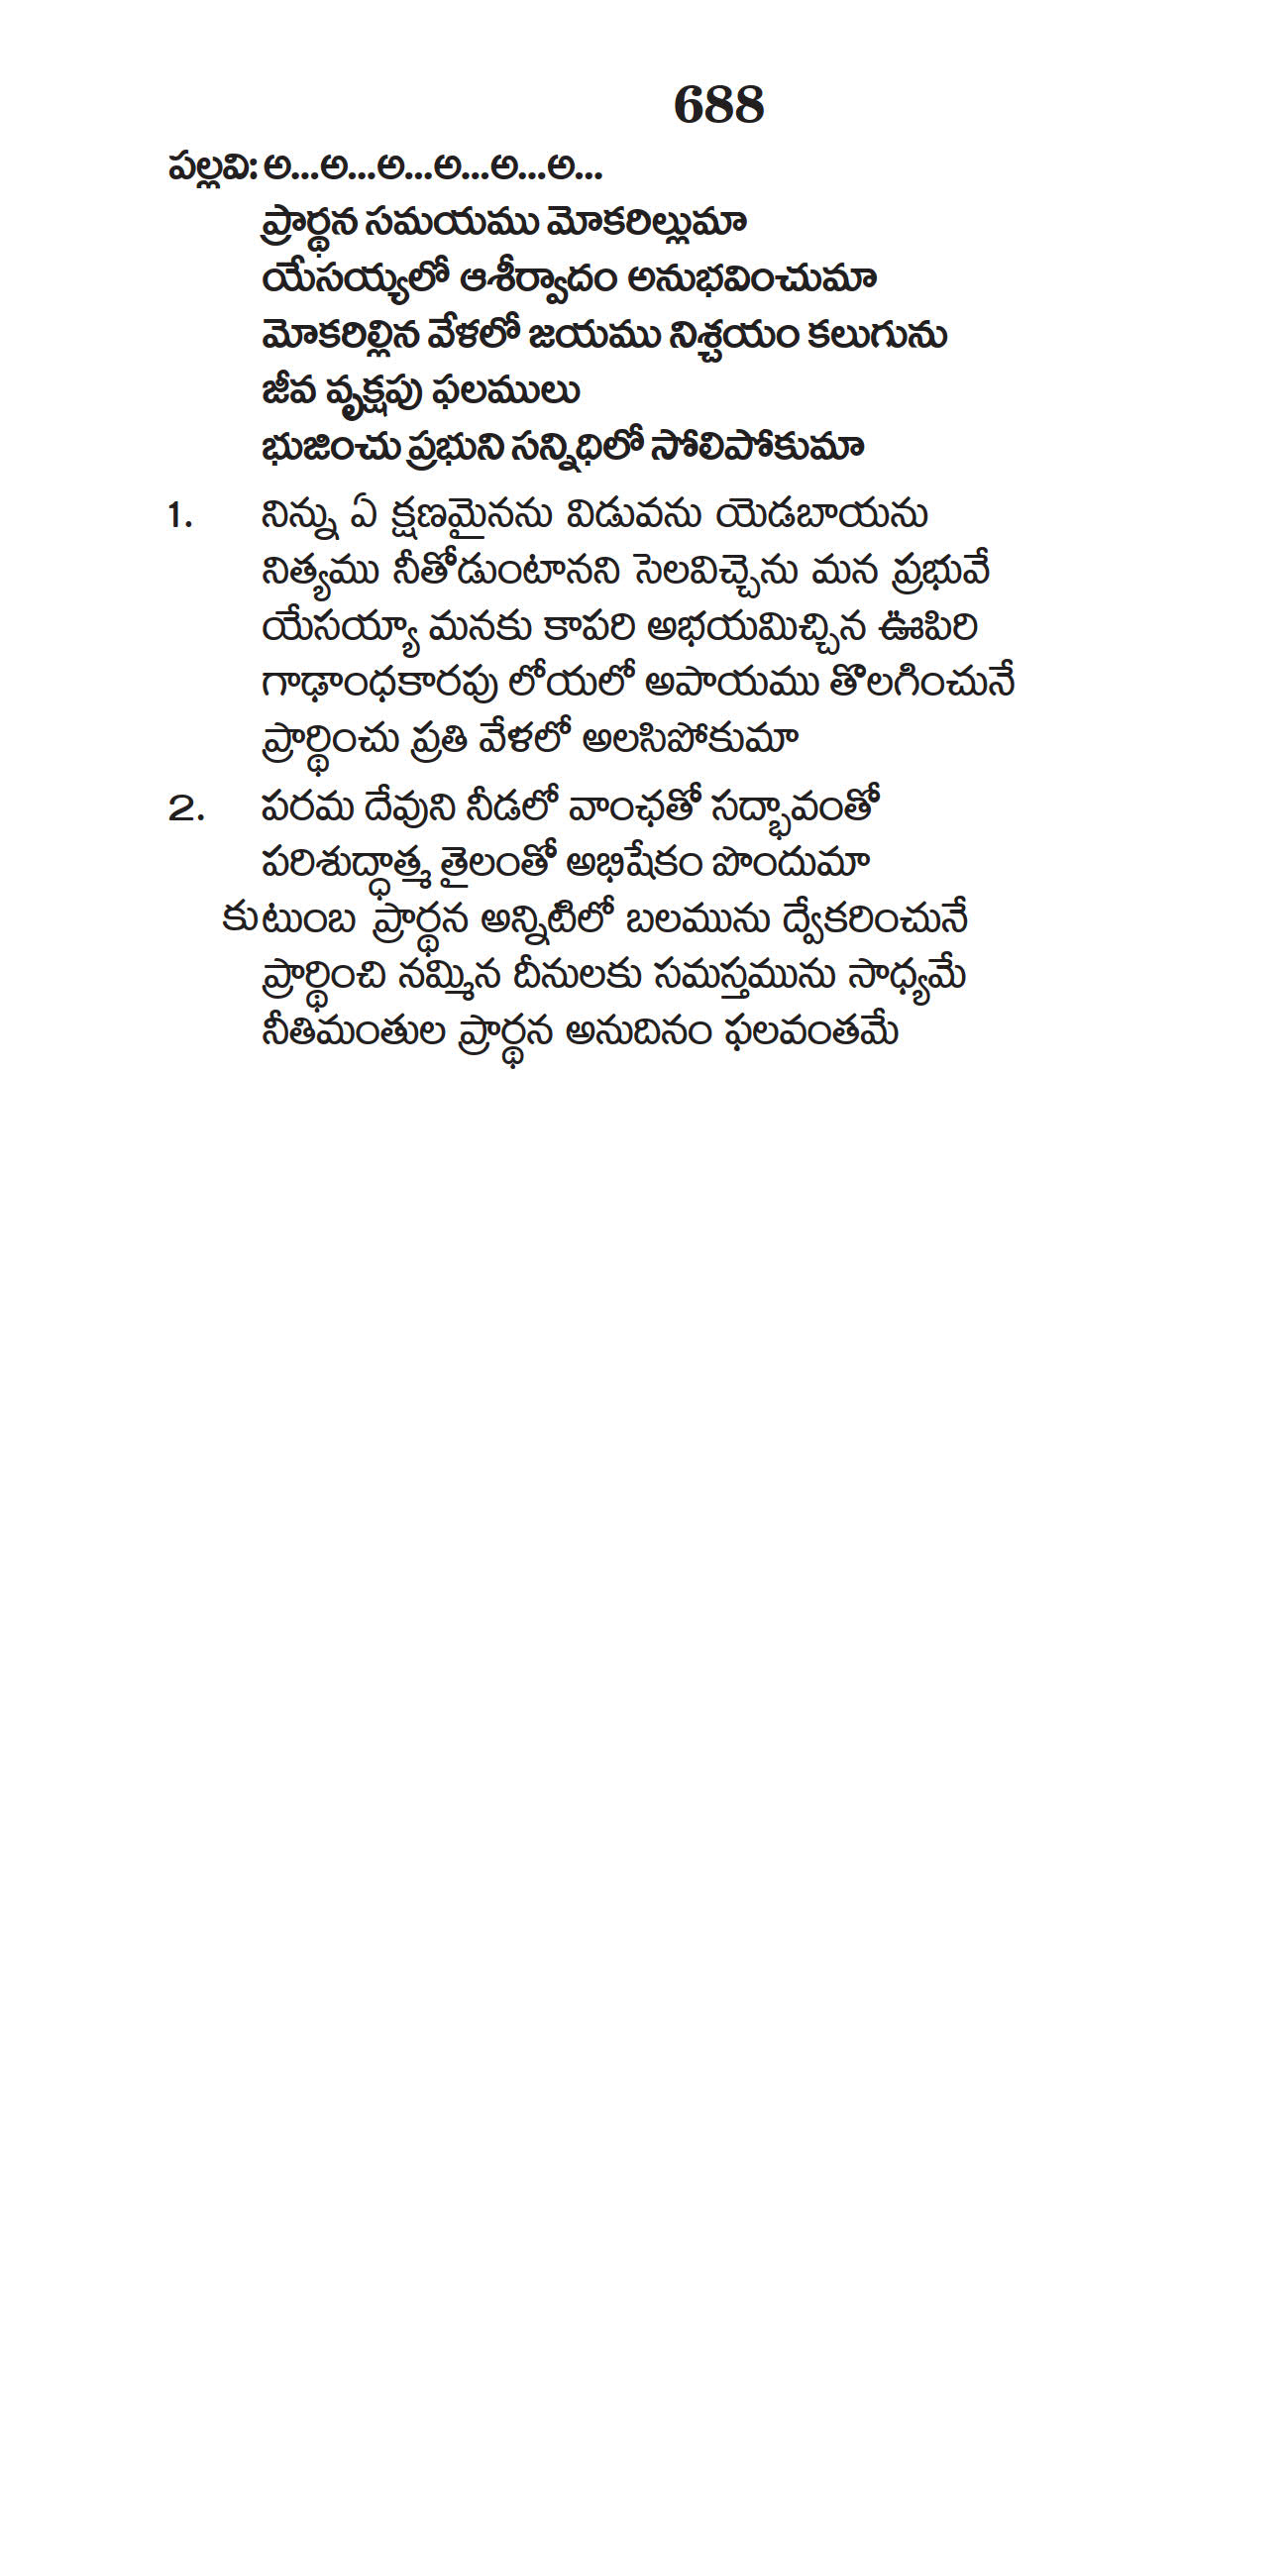 688
పల్లవి: అ...అ...అ...అ...అ...అ...
ప్రార్థన సమయము మోకరిల్లుమా
యేసయ్యలో ఆశీర్వాదం అనుభవించుమా
మోకరిల్లిన వేళలో జయము నిశ్చయం కలుగును
జీవ వృక్షపు ఫలములు
భుజించు ప్రభుని సన్నిధిలో సోలిపోకుమా
1. నిన్ను ఏ క్షణమైనను విడువను యెడబాయను
నిత్యము నీతోడుంటానని సెలవిచ్చెను మన ప్రభువే
యేసయ్యా మనకు కాపరి అభయమిచ్చిన ఊపిరి
గాఢాంధకారపు లోయలో అపాయము తొలగించునే
ప్రార్థించు ప్రతి వేళలో అలసిపోకుమా
2. పరమ దేవుని నీడలో వాంఛతో సద్భావంతో
పరిశుద్ధాత్మ తైలంతో అభిషేకం పొందుమా
కుటుంబ ప్రార్థన అన్నిటిలో బలమును ద్వేకరించునే
ప్రార్థించి నమ్మిన దీనులకు సమస్తమును సాధ్యమే
నీతిమంతుల ప్రార్థన అనుదినం ఫలవంతమే